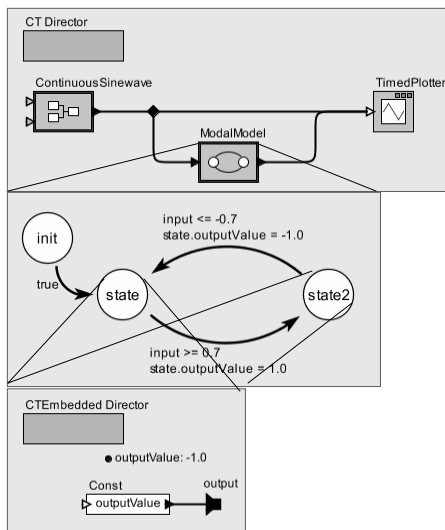 CT Director
ContinuousSinewave
TimedPlotter
ModalModel
input <= -0.7
state.outputValue = -1.0
init
true
state
state2
input >= 0.7
state.outputValue = 1.0
CTEmbedded Director
outputValue: -1.0
Const
output
outputValue